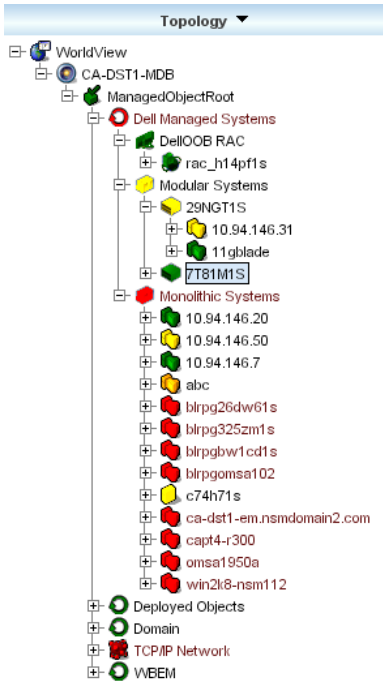 Topology
WorldView
CA-DST1-MDB
ManagedObjectRoot
Dell Managed Systems
DellOOB RAC
rac_h14pf1s
Modular Systems
29NGT1S
10.94.146.31
11gblade
7T81M1S
Monolithic Systems
10.94.146.20
10.94.146.50
10.94.146.7
abc
blrpg26dw61s
blrpg325zm1s
blrpgbw1cd1s
blrpgomsa102
c74h71s
ca-dst1-em.nsmdomain2.com
capt4-r300
omsa1950a
win2k8-nsm112
Deployed Objects
Domain
TCP/IP Network
WBEM